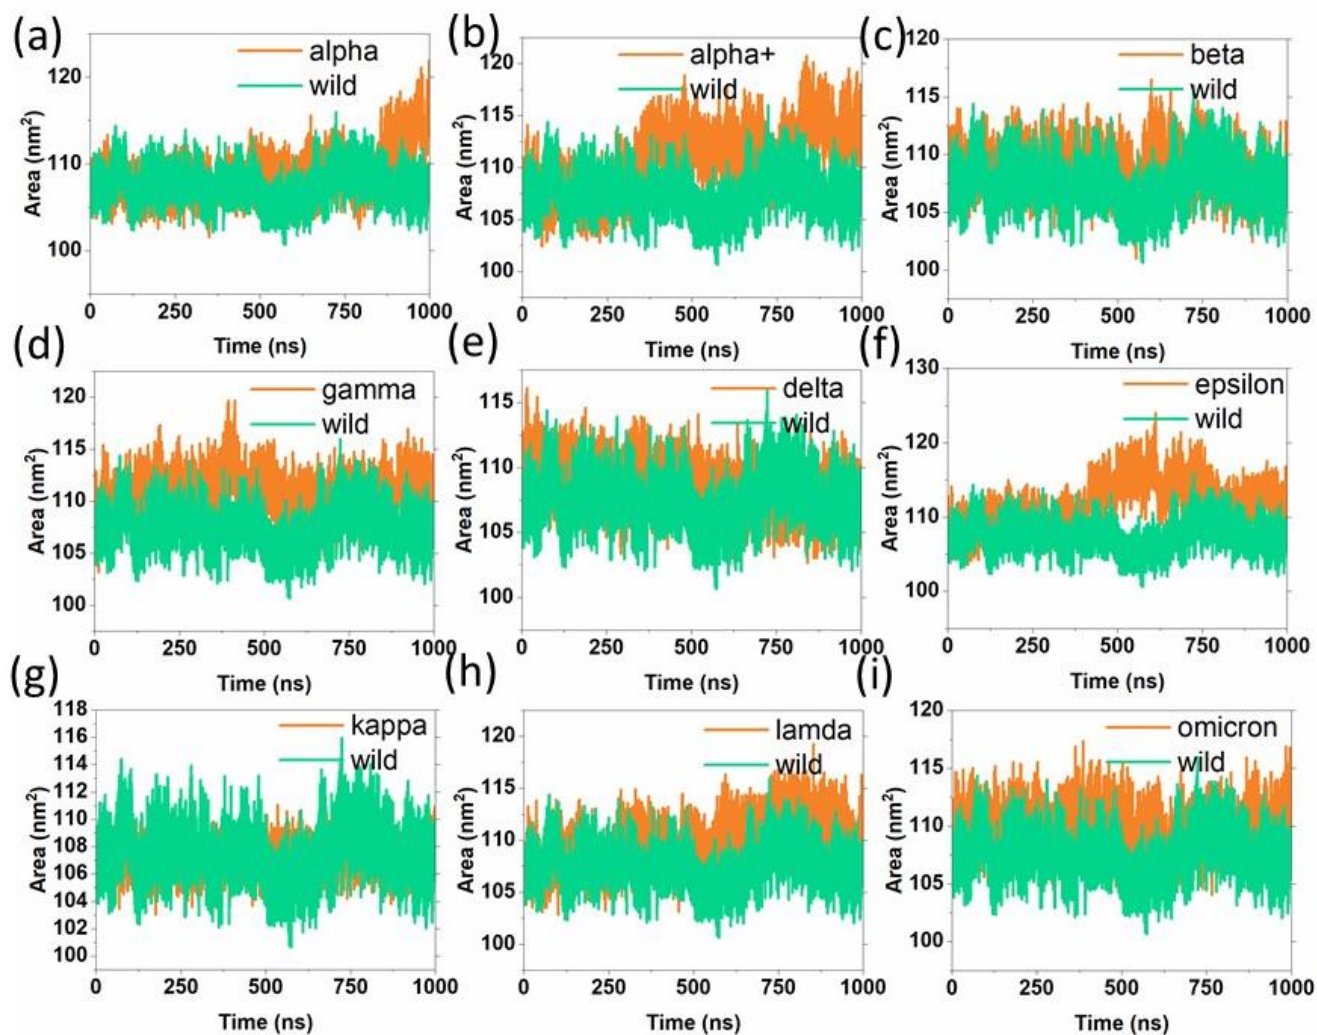 (a)
alpha
wild
120
110
100
Area (nm²)
0 250 500 750 1000
Time (ns)
(b)
alpha+
wild
120
115
110
105
100
Area (nm²)
0 250 500 750 1000
Time (ns)
(c)
beta
wild
120
115
110
105
100
Area (nm²)
0 250 500 750 1000
Time (ns)
(d)
gamma
wild
120
115
110
105
100
Area (nm²)
0 250 500 750 1000
Time (ns)
(e)
delta
wild
115
110
105
100
Area (nm²)
0 250 500 750 1000
Time (ns)
(f)
epsilon
wild
130
120
110
100
Area (nm²)
0 250 500 750 1000
Time (ns)
(g)
kappa
wild
118
116
114
112
110
108
106
104
102
100
Area (nm²)
0 250 500 750 1000
Time (ns)
(h)
lamda
wild
120
115
110
105
100
Area (nm²)
0 250 500 750 1000
Time (ns)
(i)
omicron
wild
120
115
110
105
100
Area (nm²)
0 250 500 750 1000
Time (ns)